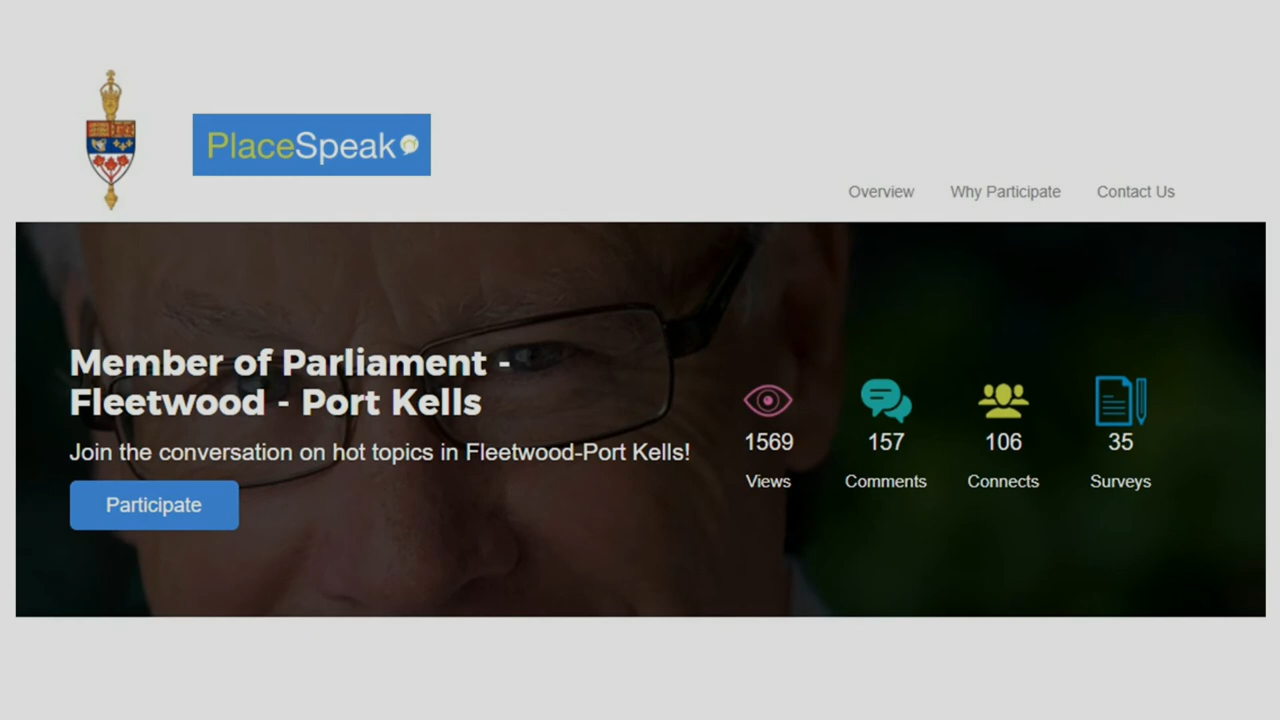 PlaceSpeak
Overview Why Participate Contact Us
Member of Parliament -
Fleetwood - Port Kells
Join the conversation on hot topics in Fleetwood-Port Kells!
Participate
1569 157 106 35
Views Comments Connects Surveys